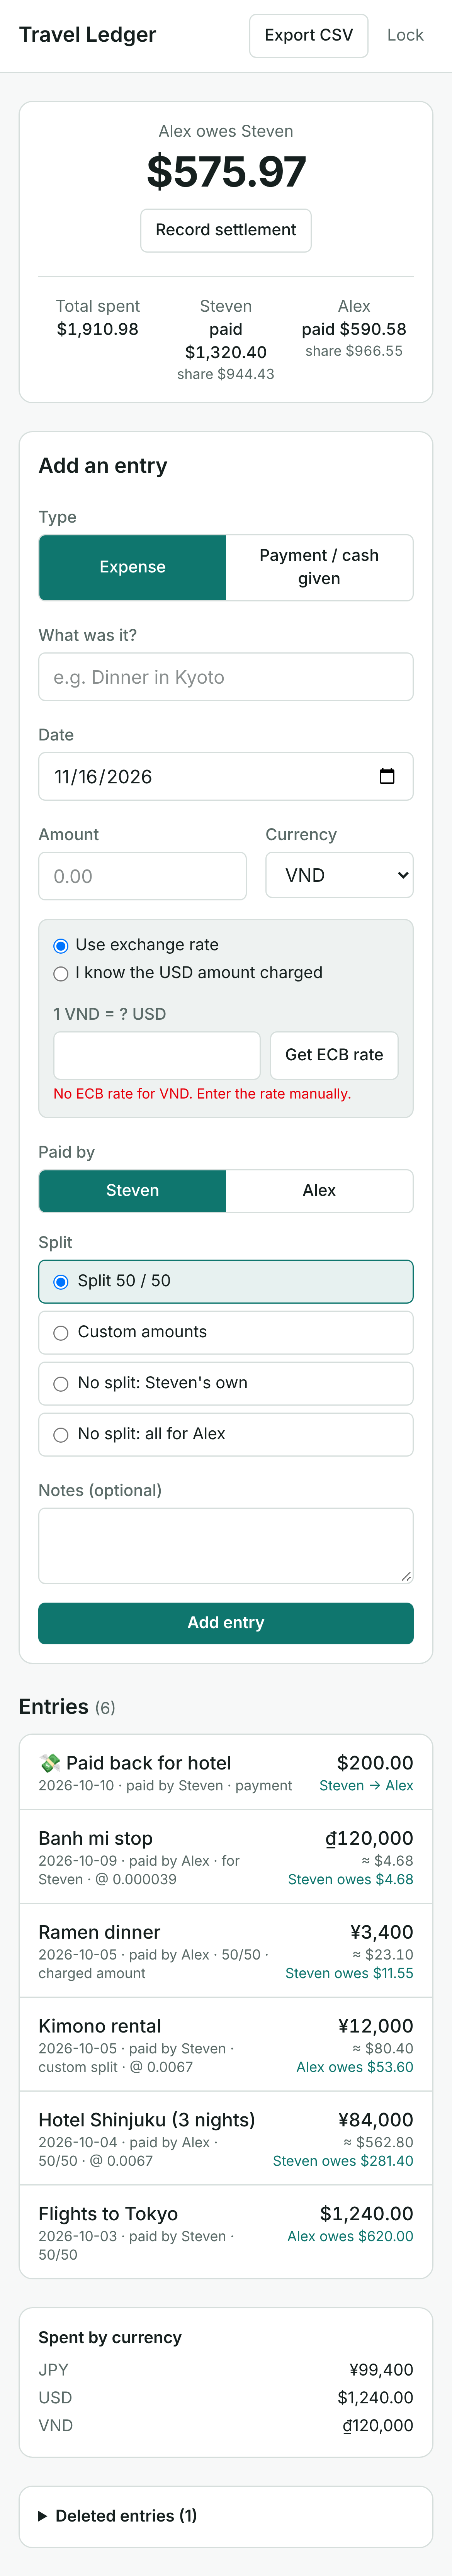 Travel Ledger
Export CSV
Lock
Alex owes Steven
$575.97
Record settlement
Total spent
$1,910.98
Steven
paid
$1,320.40
share $944.43
Alex
paid $590.58
share $966.55
Add an entry
Type
Expense
Payment / cash
given
What was it?
e.g. Dinner in Kyoto
Date
11/16/2026
Amount
Currency
0.00
VND
Use exchange rate
I know the USD amount charged
1 VND = ? USD
Get ECB rate
No ECB rate for VND. Enter the rate manually.
Paid by
Steven
Alex
Split
Split 50 / 50
Custom amounts
No split: Steven's own
No split: all for Alex
Notes (optional)
Add entry
Entries (6)
💸 Paid back for hotel
$200.00
2026-10-10 · paid by Steven · payment
Steven → Alex
Banh mi stop
₫120,000
2026-10-09 · paid by Alex · for
Steven · @ 0.000039
≈ $4.68
Steven owes $4.68
Ramen dinner
¥3,400
2026-10-05 · paid by Alex · 50/50 ·
charged amount
≈ $23.10
Steven owes $11.55
Kimono rental
¥12,000
2026-10-05 · paid by Steven ·
custom split · @ 0.0067
≈ $80.40
Alex owes $53.60
Hotel Shinjuku (3 nights)
¥84,000
2026-10-04 · paid by Alex ·
50/50 · @ 0.0067
≈ $562.80
Steven owes $281.40
Flights to Tokyo
$1,240.00
2026-10-03 · paid by Steven ·
50/50
Alex owes $620.00
Spent by currency
JPY
¥99,400
USD
$1,240.00
VND
₫120,000
Deleted entries (1)